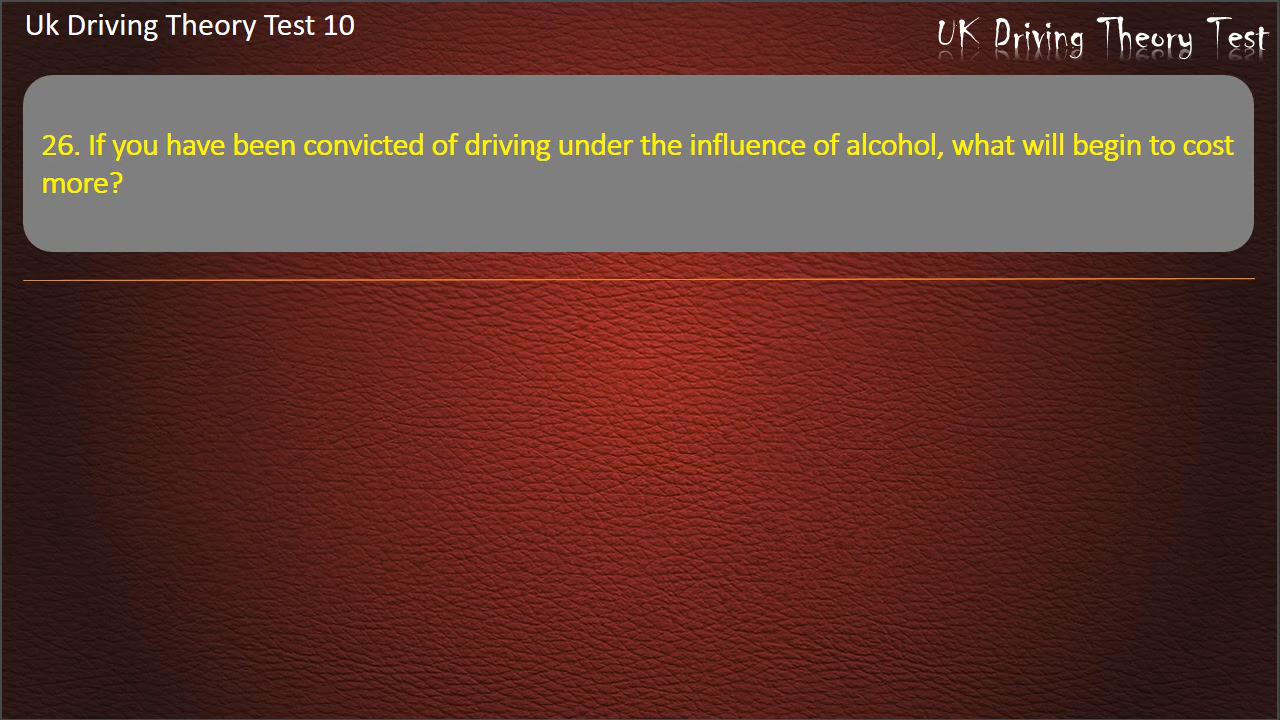 Uk Driving Theory Test 10
UK Driving Theory Test
26. If you have been convicted of driving under the influence of alcohol, what will begin to cost
more?